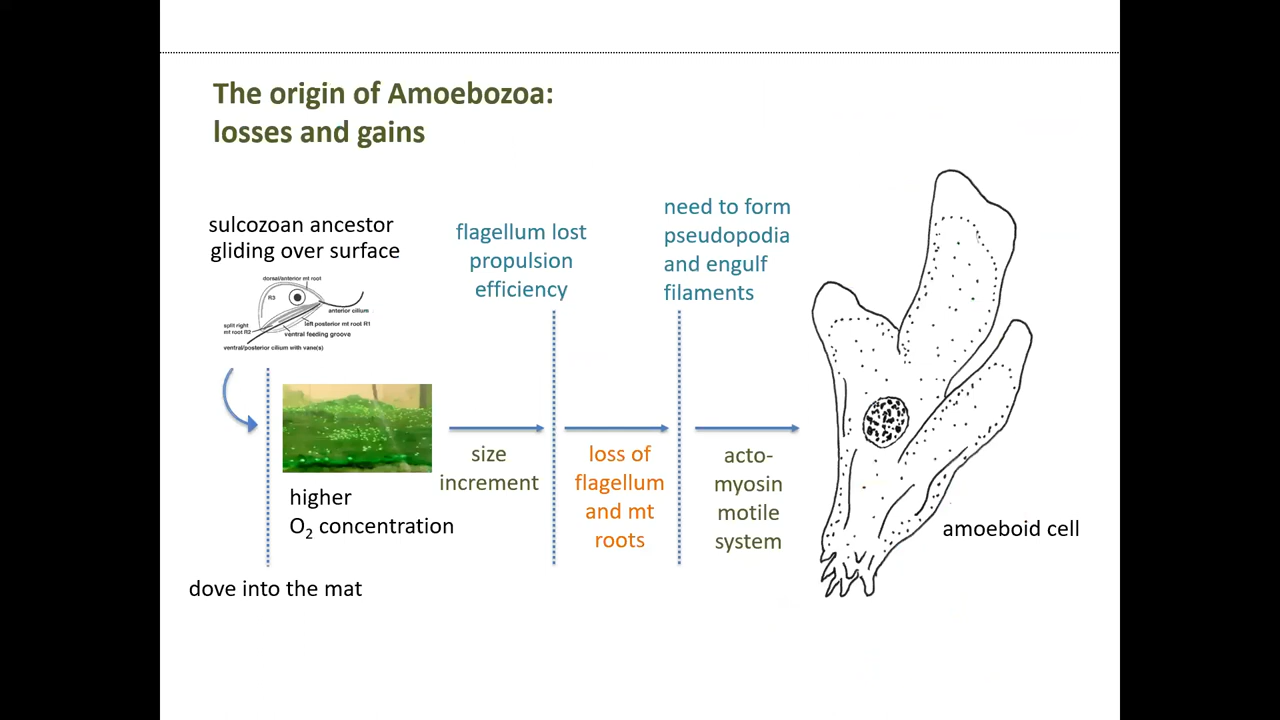 The origin of Amoebozoa:
losses and gains
sulcozoan ancestor
gliding over surface
dorsal/anterior mt root
R3
anterior cilium
left posterior mt root R1
split right
mt root R2
ventral feeding groove
ventral/posterior cilium with vane(s)
dove into the mat
higher
O₂ concentration
size
increment
flagellum lost
propulsion
efficiency
loss of
flagellum
and mt
roots
need to form
pseudopodia
and engulf
filaments
acto-
myosin
motile
system
amoeboid cell